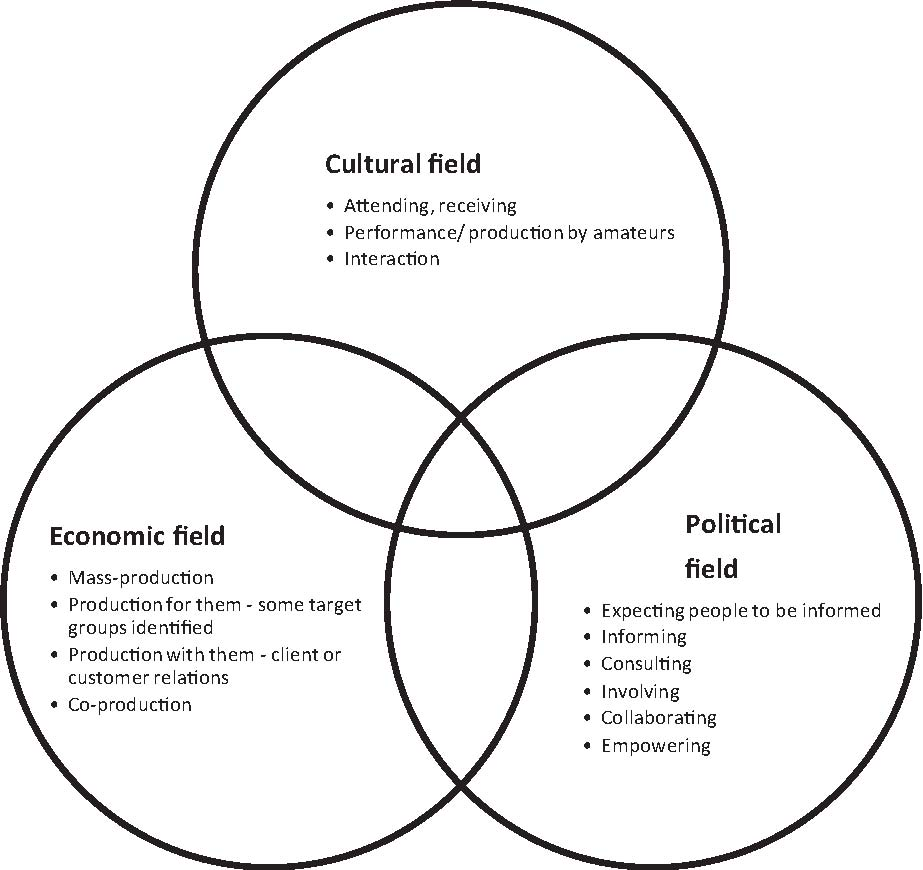 Cultural field
• Attending, receiving
• Performance/ production by amateurs
• Interaction
Economic field
• Mass-production
• Production for them - some target
groups identified
• Production with them - client or
customer relations
• Co-production
Political
field
• Expecting people to be informed
• Informing
• Consulting
• Involving
• Collaborating
• Empowering